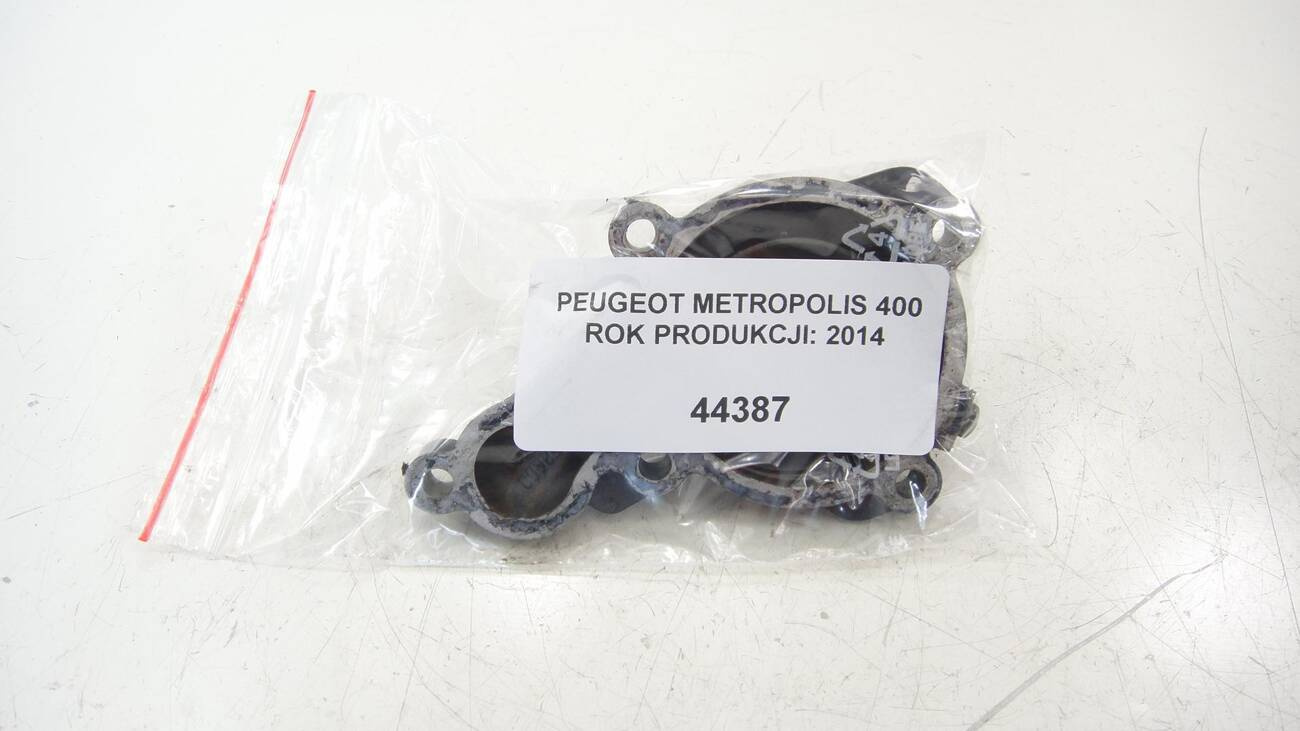 PEUGEOT METROPOLIS 400
ROK PRODUKCJI: 2014
44387